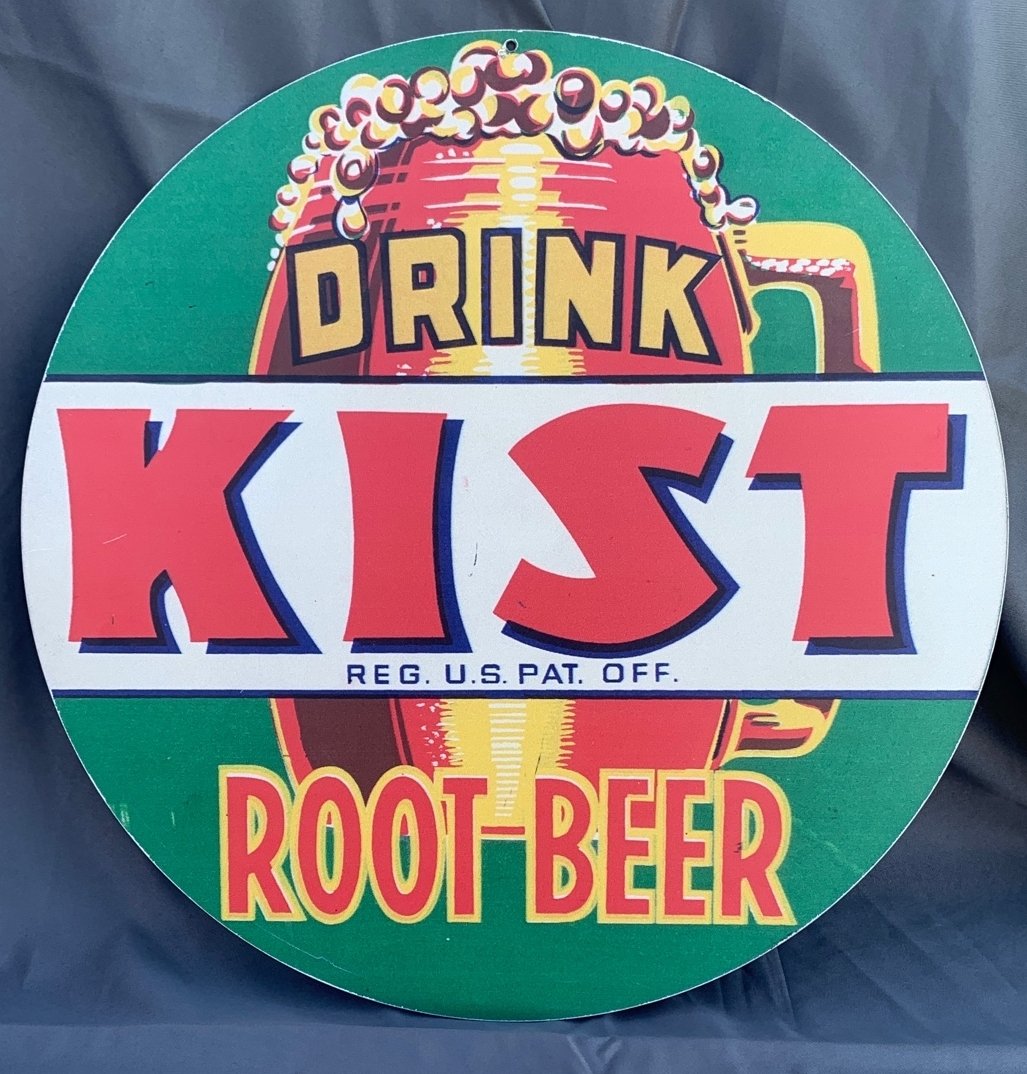 DRINK
KIST
REG. U.S. PAT. OFF.
ROOT BEER